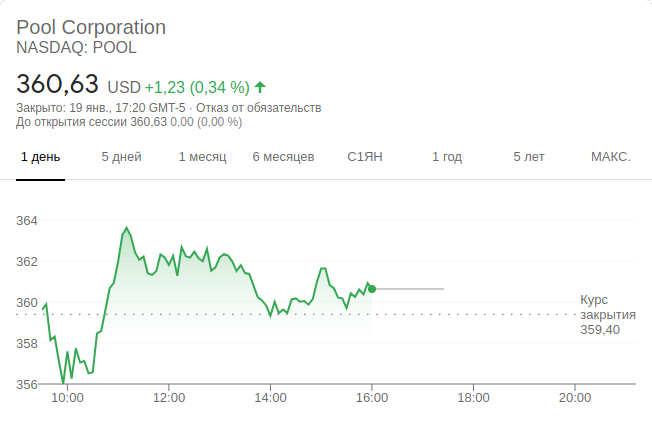 Pool Corporation
NASDAQ: POOL
360,63 USD +1,23 (0,34 %)
Закрыто: 19 янв., 17:20 GMT-5 · Отказ от обязательств
До открытия сессии 360,63 0,00 (0,00 %)
1 день 5 дней 1 месяц 6 месяцев С1ЯН 1 год 5 лет МАКС.
364
362
360
358
356
Курс
закрытия
359,40
10:00 12:00 14:00 16:00 18:00 20:00